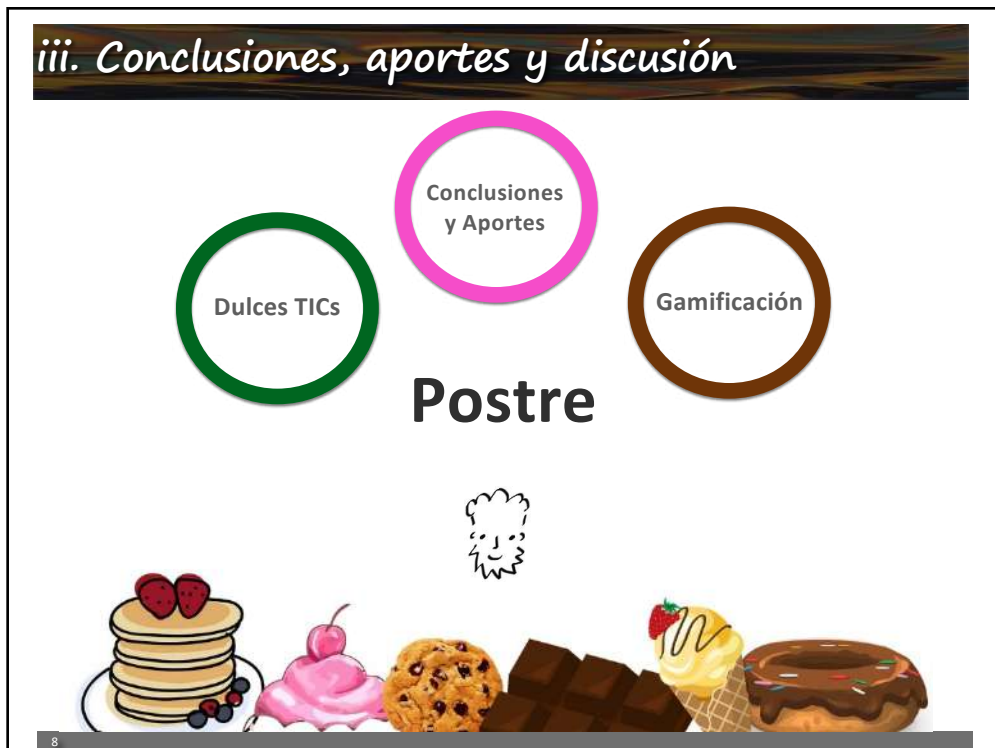 iii. Conclusiones, aportes y discusión
Conclusiones
y Aportes
Dulces TICs
Gamificación
Postre
8